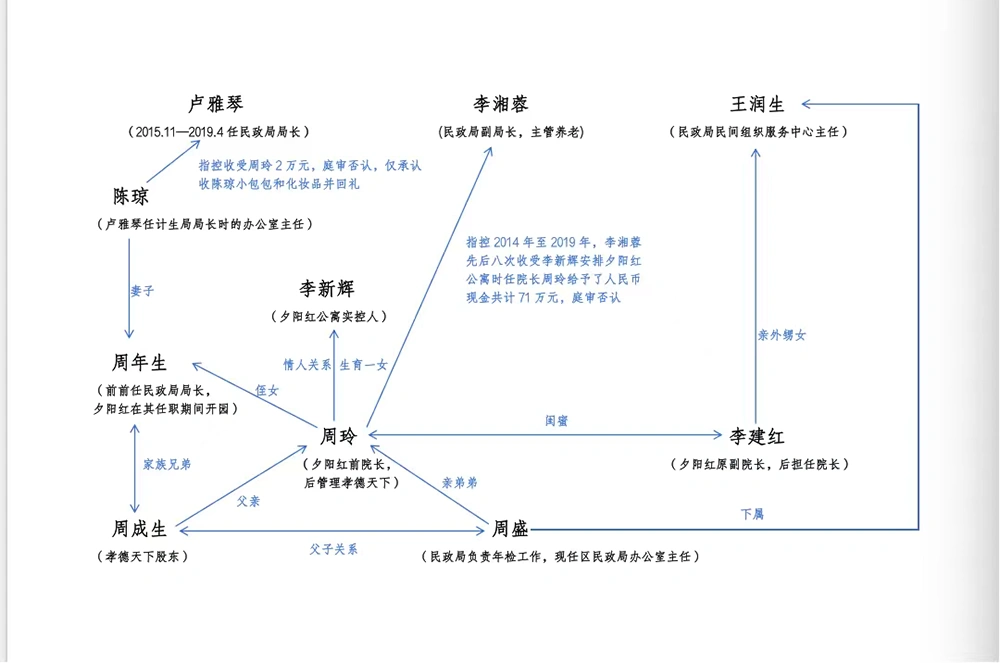 卢雅琴
（2015.11—2019.4 任民政局局长）
李湘蓉
(民政局副局长，主管养老)
王润生
（民政局民间组织服务中心主任）
指控收受周玲 2 万元，庭审否认，仅承认
收陈琼小包包和化妆品并回礼
陈琼
（卢雅琴任计生局局长时的办公室主任）
指控 2014 年至 2019 年，李湘蓉
先后八次收受李新辉安排夕阳红
公寓时任院长周玲给予了人民币
现金共计 71 万元，庭审否认
妻子
李新辉
（夕阳红公寓实控人）
亲外甥女
周年生
（前前任民政局局长，
夕阳红在其任职期间开园）
情人关系 生育一女
侄女
闺蜜
周玲
（夕阳红前院长，
后管理孝德天下）
李建红
（夕阳红原副院长，后担任院长）
家族兄弟
父亲
亲弟弟
下属
周成生
（孝德天下股东）
父子关系
周盛
（民政局负责年检工作，现任区民政局办公室主任）